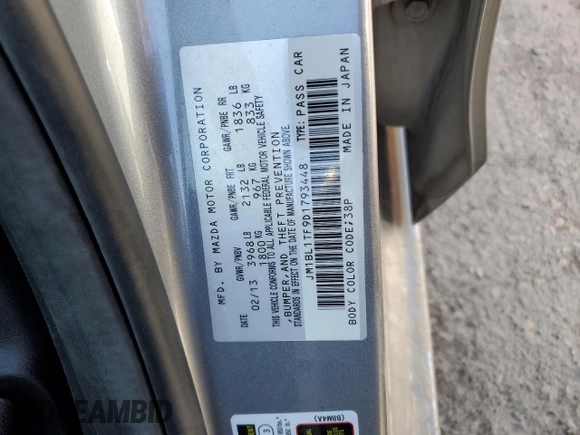 MFD. BY MAZDA MOTOR CORPORATION
DATE GVWR/PNBV GAWR/PNBE FRT GAWR/PNBE RR
02/13 3968 LB 2132 LB 1836 LB
1800 KG 967 KG 833 KG
THIS VEHICLE CONFORMS TO ALL APPLICABLE FEDERAL MOTOR VEHICLE SAFETY
, BUMPER, AND THEFT PREVENTION
STANDARDS IN EFFECT ON THE DATE OF MANUFACTURE SHOWN ABOVE.
JM1BL1TF9D1793448 TYPE: PASS CAR
BODY COLOR CODE: 38P MADE IN JAPAN
(BBM4A)